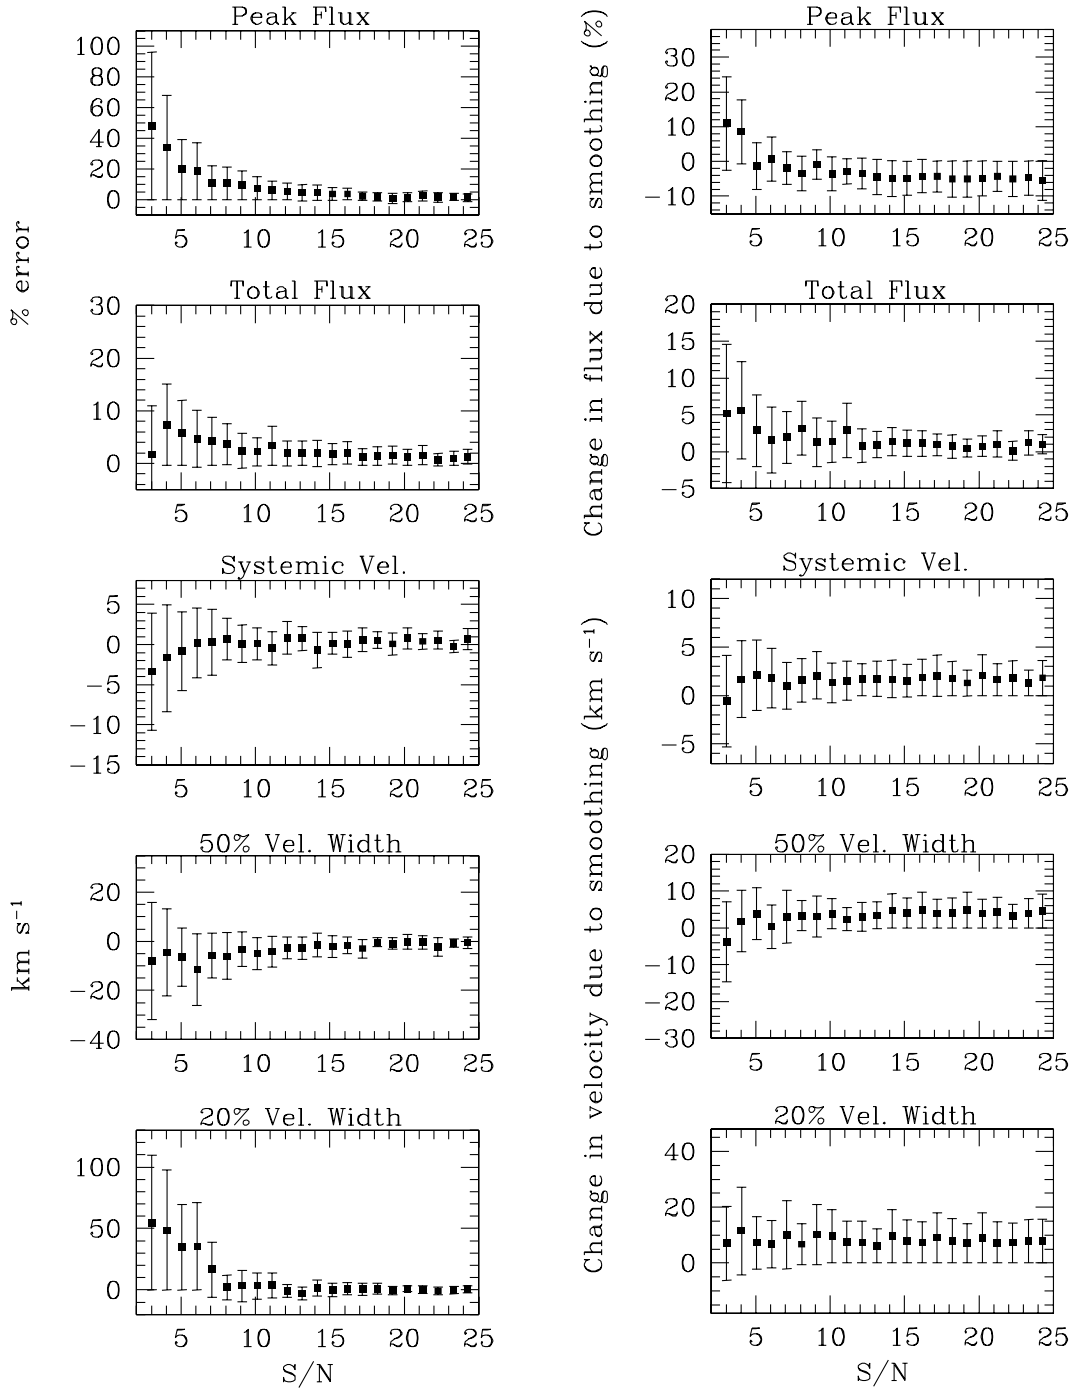 Peak Flux
100
80
60
40
20
0
5 10 15 20 25
Total Flux
30
20
10
0
5 10 15 20 25
% error
Systemic Vel.
5
0
−5
−10
−15
5 10 15 20 25
50% Vel. Width
20
0
−20
−40
5 10 15 20 25
20% Vel. Width
100
50
0
5 10 15 20 25
S/N
km s⁻¹
Peak Flux
30
20
10
0
−10
5 10 15 20 25
Total Flux
20
15
10
5
0
−5
5 10 15 20 25
Change in flux due to smoothing (%)
Systemic Vel.
10
5
0
−5
5 10 15 20 25
50% Vel. Width
20
10
0
−10
−20
−30
5 10 15 20 25
20% Vel. Width
40
20
0
5 10 15 20 25
S/N
Change in velocity due to smoothing (km s⁻¹)